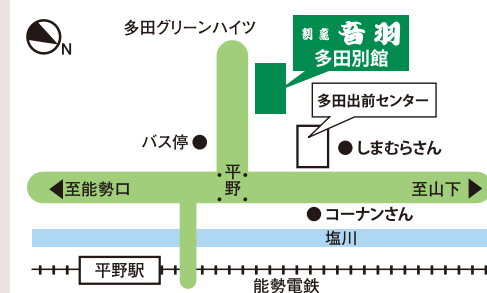 N
多田グリーンハイツ
割烹 音羽
多田別館
多田出前センター
バス停
しまむらさん
平野
至能勢口
至山下
コーナンさん
塩川
平野駅
能勢電鉄